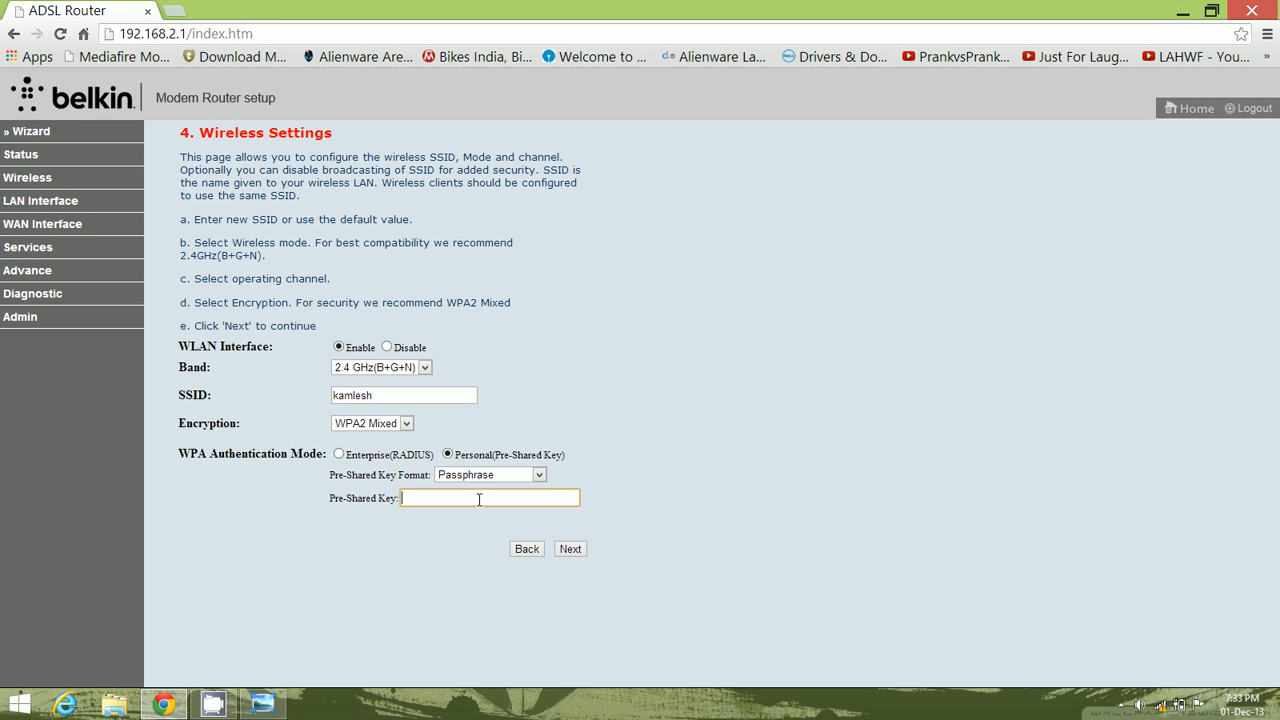 ADSL Router
192.168.2.1/index.htm
Apps Mediafire Mo... Download M... Alienware Are... Bikes India, Bi... Welcome to ... Alienware La... Drivers & Do... PrankvsPrank... Just For Laug... LAHWF - You... »
belkin. Modem Router setup
Home Logout
» Wizard
Status
Wireless
LAN Interface
WAN Interface
Services
Advance
Diagnostic
Admin
4. Wireless Settings
This page allows you to configure the wireless SSID, Mode and channel.
Optionally you can disable broadcasting of SSID for added security. SSID is
the name given to your wireless LAN. Wireless clients should be configured
to use the same SSID.
a. Enter new SSID or use the default value.
b. Select Wireless mode. For best compatibility we recommend
2.4GHz(B+G+N).
c. Select operating channel.
d. Select Encryption. For security we recommend WPA2 Mixed
e. Click 'Next' to continue
WLAN Interface: Enable Disable
Band: 2.4 GHz(B+G+N)
SSID: kamlesh
Encryption: WPA2 Mixed
WPA Authentication Mode: Enterprise(RADIUS) Personal(Pre-Shared Key)
Pre-Shared Key Format: Passphrase
Pre-Shared Key:
Back Next
7:33 PM
01-Dec-13